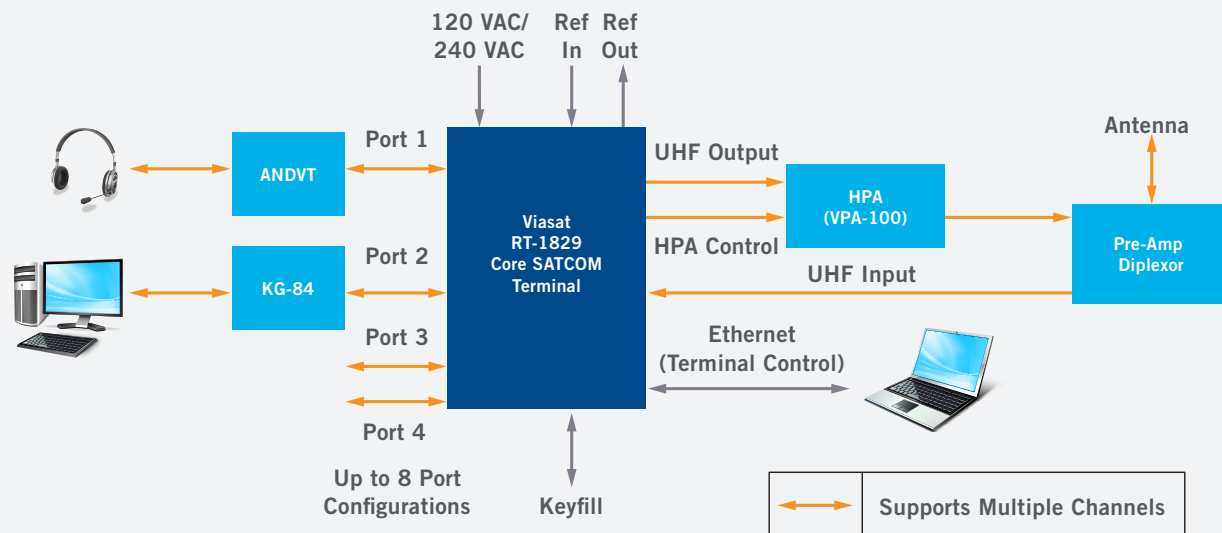 120 VAC/
240 VAC
Ref
In
Ref
Out
Port 1
ANDVT
Port 2
KG-84
Port 3
Port 4
Up to 8 Port
Configurations
Viasat
RT-1829
Core SATCOM
Terminal
Keyfill
UHF Output
HPA Control
HPA
(VPA-100)
UHF Input
Antenna
Pre-Amp
Diplexor
Ethernet
(Terminal Control)
Supports Multiple Channels